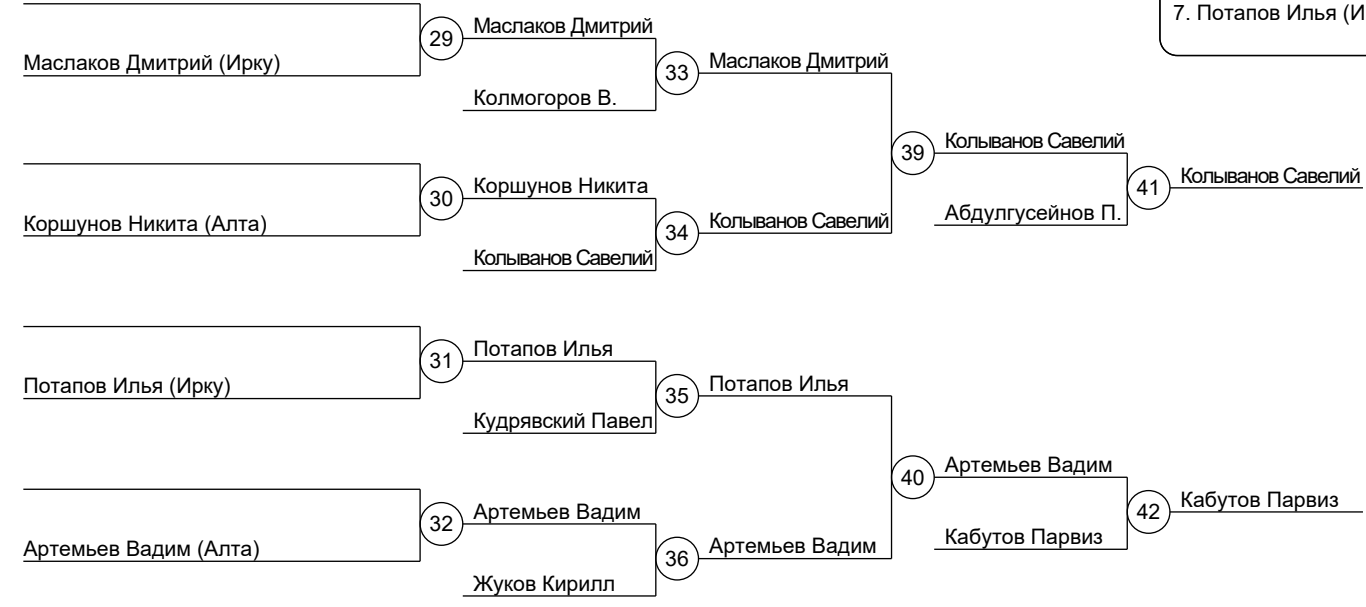 7. Потапов Илья (И
Маслаков Дмитрий (Ирку)
29
Маслаков Дмитрий
Колмогоров В.
33
Маслаков Дмитрий
Коршунов Никита (Алта)
30
Коршунов Никита
Колыванов Савелий
34
Колыванов Савелий
39
Колыванов Савелий
Абдулгусейнов П.
41
Колыванов Савелий
Потапов Илья (Ирку)
31
Потапов Илья
Кудрявский Павел
35
Потапов Илья
Артемьев Вадим (Алта)
32
Артемьев Вадим
Жуков Кирилл
36
Артемьев Вадим
40
Артемьев Вадим
Кабутов Парвиз
42
Кабутов Парвиз